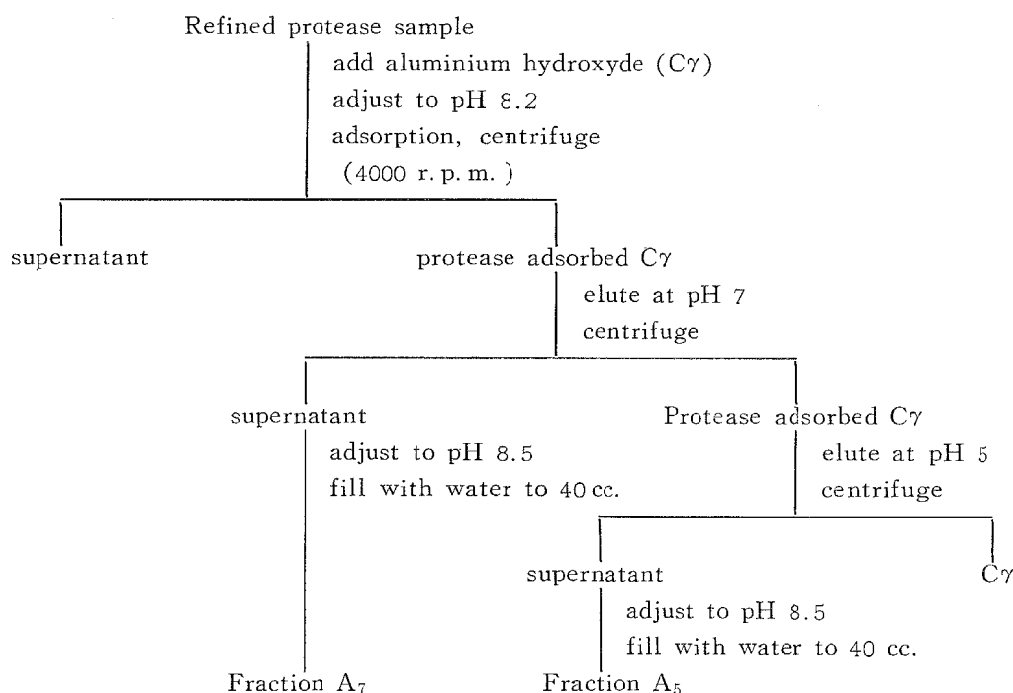 Refined protease sample
add aluminium hydroxyde (Cγ)
adjust to pH 8.2
adsorption, centrifuge
(4000 r. p. m. )
supernatant
protease adsorbed Cγ
elute at pH 7
centrifuge
supernatant
adjust to pH 8.5
fill with water to 40 cc.
Protease adsorbed Cγ
elute at pH 5
centrifuge
supernatant
Cγ
adjust to pH 8.5
fill with water to 40 cc.
Fraction A₇
Fraction A₅